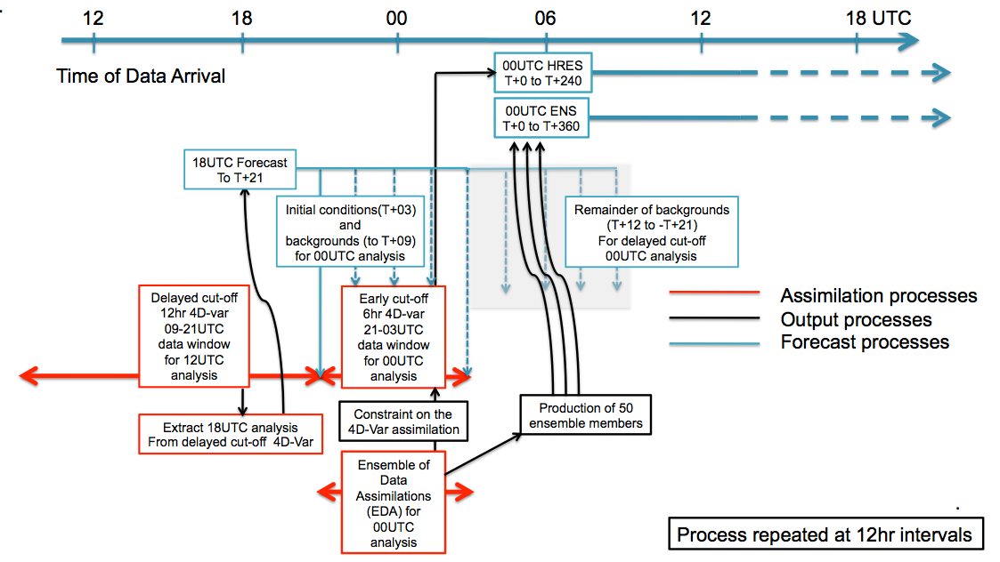 12
18
00
06
12
18 UTC
Time of Data Arrival
00UTC HRES
T+0 to T+240
00UTC ENS
T+0 to T+360
18UTC Forecast
To T+21
Initial conditions(T+03)
and
backgrounds (to T+09)
for 00UTC analysis
Remainder of backgrounds
(T+12 to -T+21)
For delayed cut-off
00UTC analysis
Delayed cut-off
12hr 4D-var
09-21UTC
data window
for 12UTC
analysis
Early cut-off
6hr 4D-var
21-03UTC
data window
for 00UTC
analysis
Assimilation processes
Output processes
Forecast processes
Extract 18UTC analysis
From delayed cut-off 4D-Var
Constraint on the
4D-Var assimilation
Production of 50
ensemble members
Ensemble of
Data
Assimilations
(EDA) for
00UTC
analysis
Process repeated at 12hr intervals